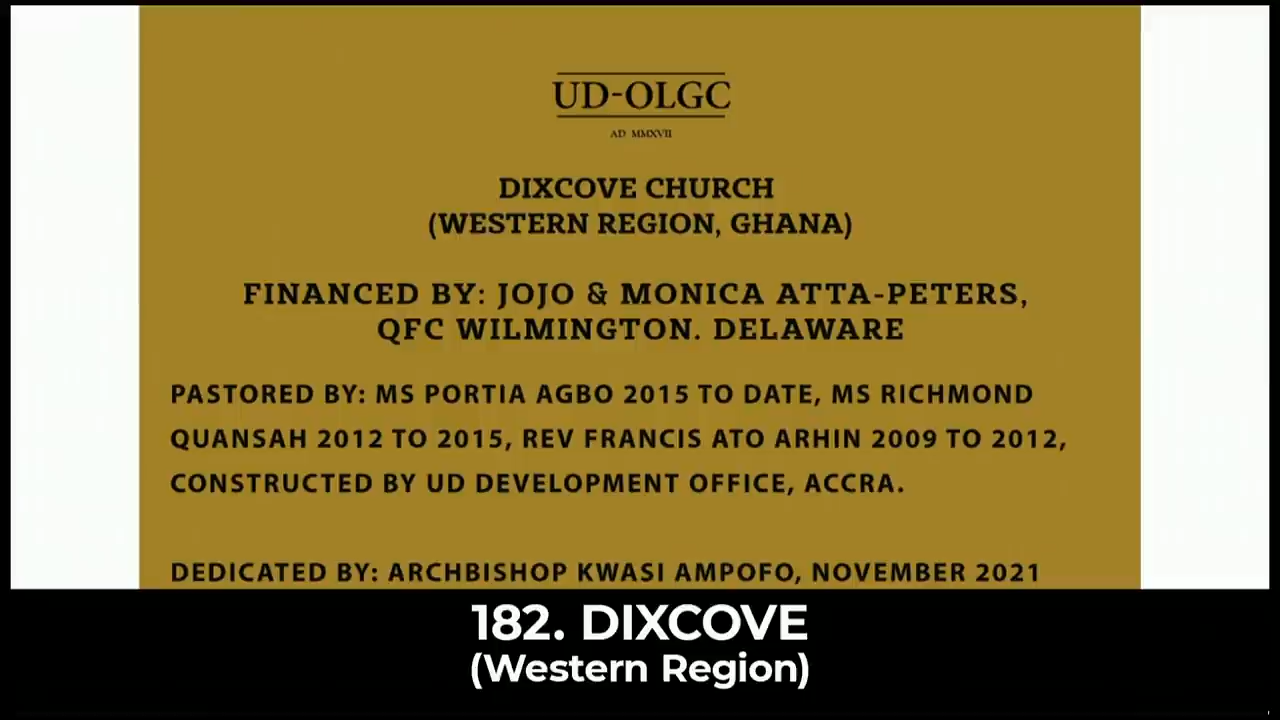 UD-OLGC
AD MMXVII
DIXCOVE CHURCH
(WESTERN REGION, GHANA)
FINANCED BY: JOJO & MONICA ATTA-PETERS,
QFC WILMINGTON. DELAWARE
PASTORED BY: MS PORTIA AGBO 2015 TO DATE, MS RICHMOND
QUANSAH 2012 TO 2015, REV FRANCIS ATO ARHIN 2009 TO 2012,
CONSTRUCTED BY UD DEVELOPMENT OFFICE, ACCRA.
DEDICATED BY: ARCHBISHOP KWASI AMPOFO, NOVEMBER 2021
182. DIXCOVE
(Western Region)